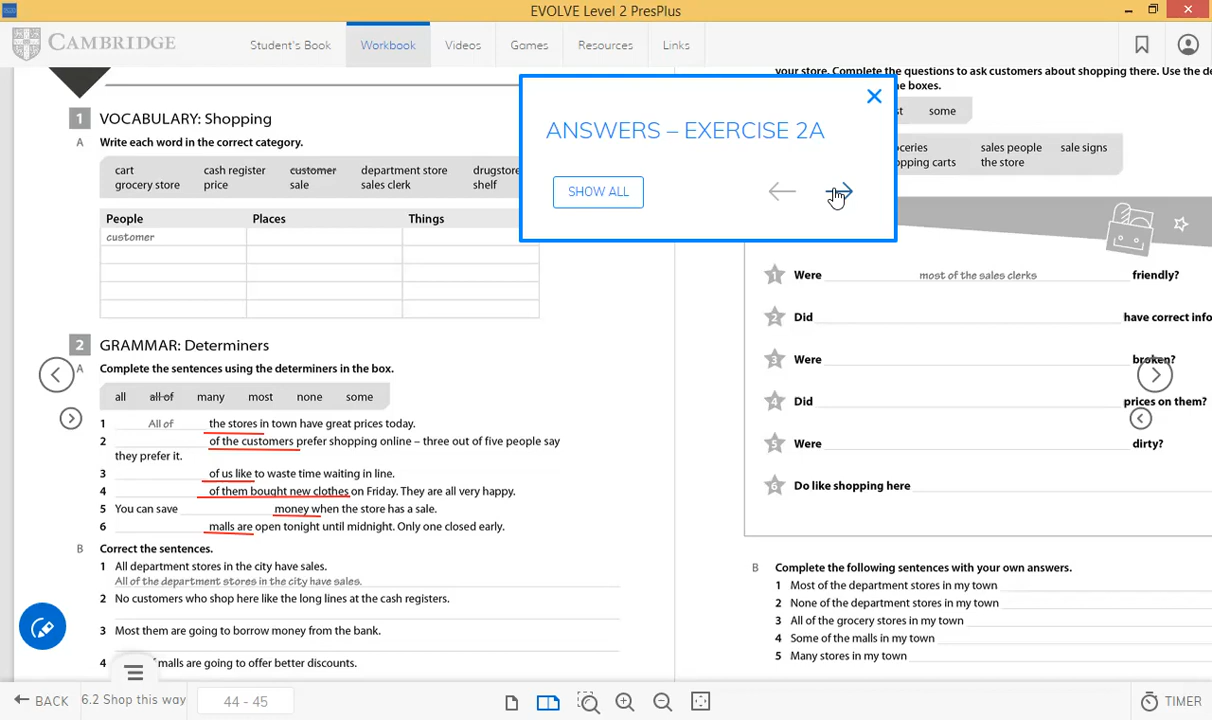 EVOLVE Level 2 PresPlus
CAMBRIDGE
Student's Book
Workbook
Videos
Games
Resources
Links
1 VOCABULARY: Shopping
A Write each word in the correct category.
cart cash register customer department store drugstore
grocery store price sale sales clerk shelf
People Places Things
customer
2 GRAMMAR: Determiners
A Complete the sentences using the determiners in the box.
all all of many most none some
1 All of the stores in town have great prices today.
2 of the customers prefer shopping online – three out of five people say
they prefer it.
3 of us like to waste time waiting in line.
4 of them bought new clothes on Friday. They are all very happy.
5 You can save money when the store has a sale.
6 malls are open tonight until midnight. Only one closed early.
B Correct the sentences.
1 All department stores in the city have sales.
All of the department stores in the city have sales.
2 No customers who shop here like the long lines at the cash registers.
3 Most them are going to borrow money from the bank.
4 malls are going to offer better discounts.
ANSWERS – EXERCISE 2A
SHOW ALL
your store. Complete the questions to ask customers about shopping there. Use the
he boxes.
some
sales people sale signs
the store
1 Were most of the sales clerks friendly?
2 Did have correct
3 Were broken?
4 Did prices on them?
5 Were dirty?
6 Do like shopping here
B Complete the following sentences with your own answers.
1 Most of the department stores in my town
2 None of the department stores in my town
3 All of the grocery stores in my town
4 Some of the malls in my town
5 Many stores in my town
BACK
6.2 Shop this way
44 - 45
TIMER